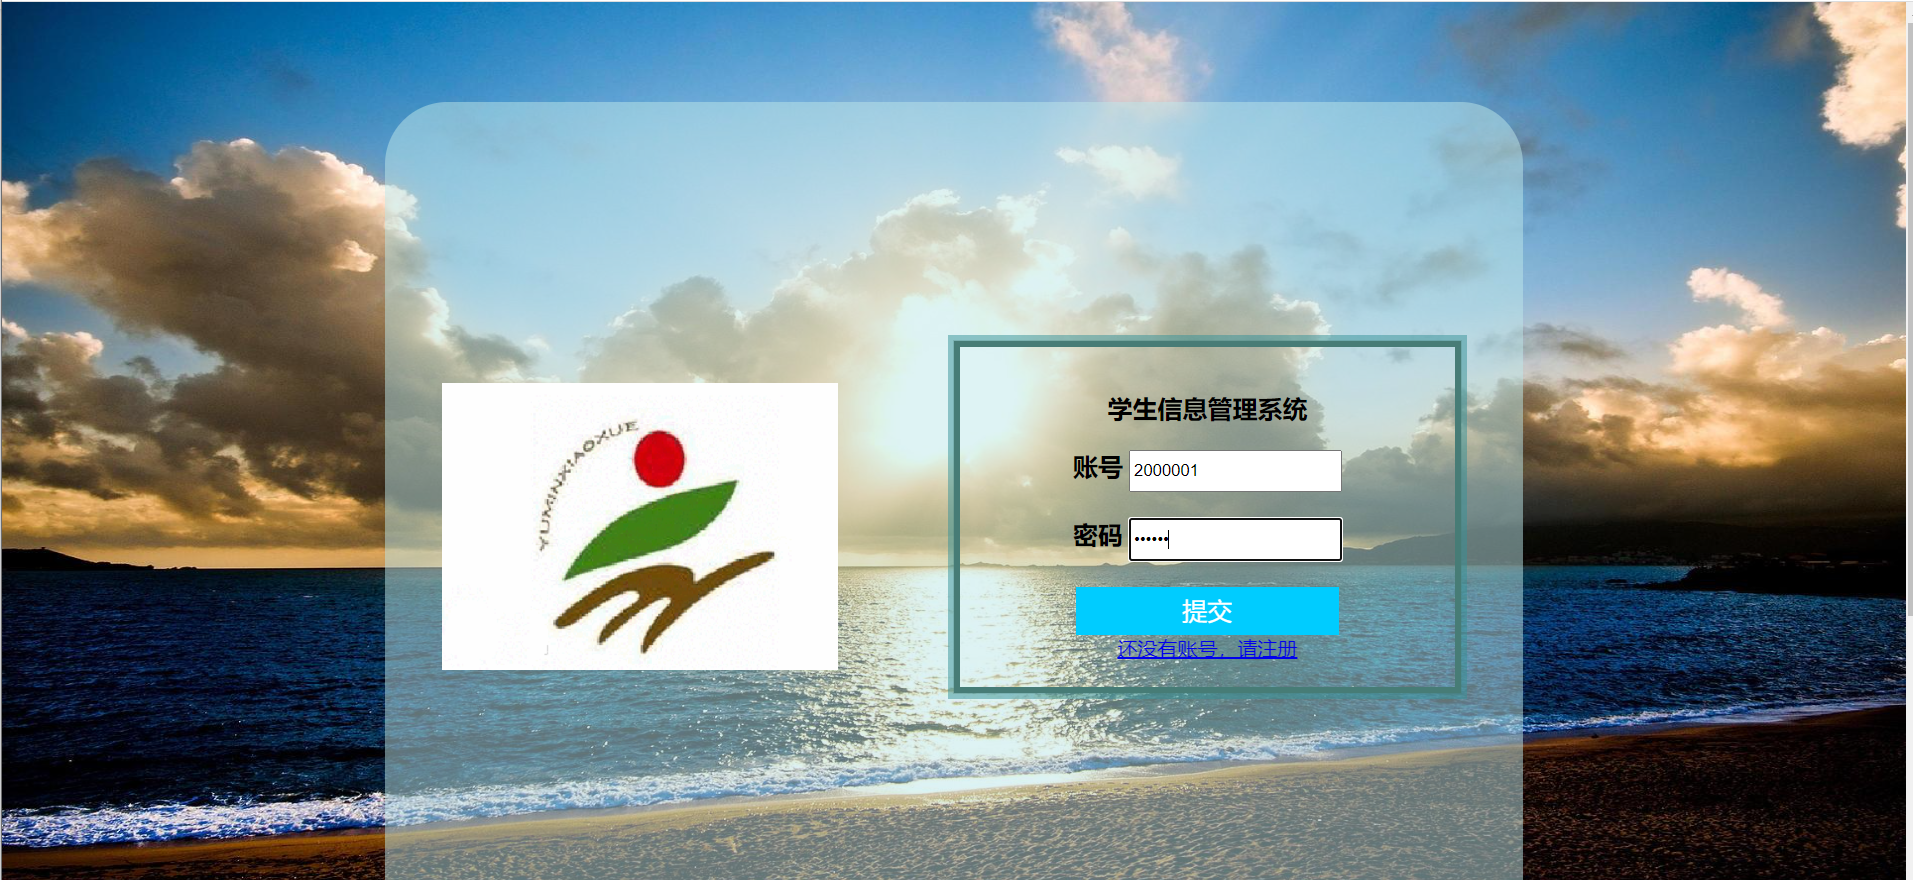 YUMINXIAOXUE
学生信息管理系统
账号 2000001
密码 ••••••
提交
还没有账号，请注册